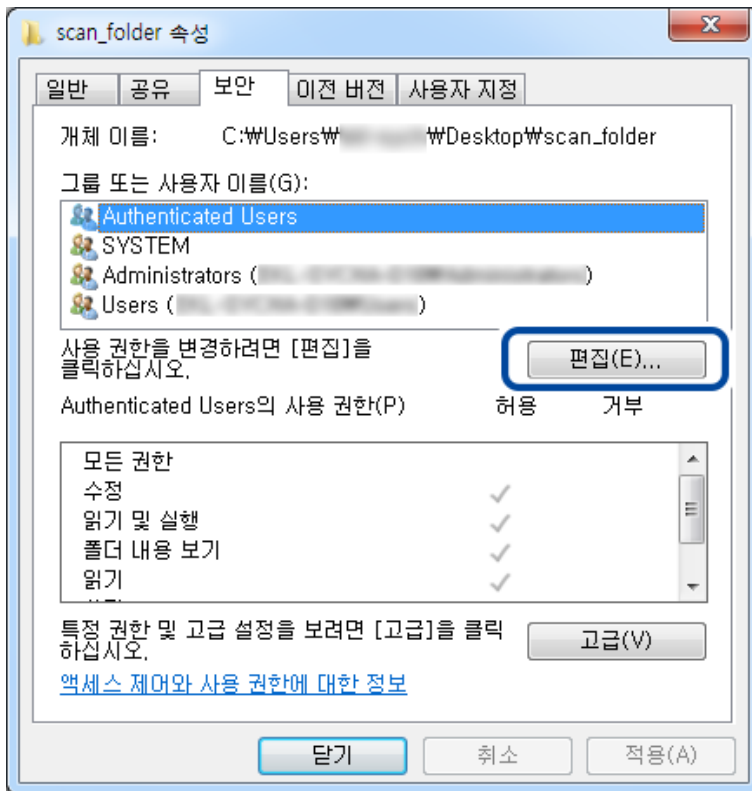 scan_folder 속성
일반 공유 보안 이전 버전 사용자 지정
개체 이름: C:₩Users₩ ₩Desktop₩scan_folder
그룹 또는 사용자 이름(G):
Authenticated Users
SYSTEM
Administrators ( )
Users ( )
사용 권한을 변경하려면 [편집]을
클릭하십시오.
편집(E)...
Authenticated Users의 사용 권한(P) 허용 거부
모든 권한
수정
읽기 및 실행
폴더 내용 보기
읽기
특정 권한 및 고급 설정을 보려면 [고급]을 클릭
하십시오.
고급(V)
액세스 제어와 사용 권한에 대한 정보
닫기 취소 적용(A)